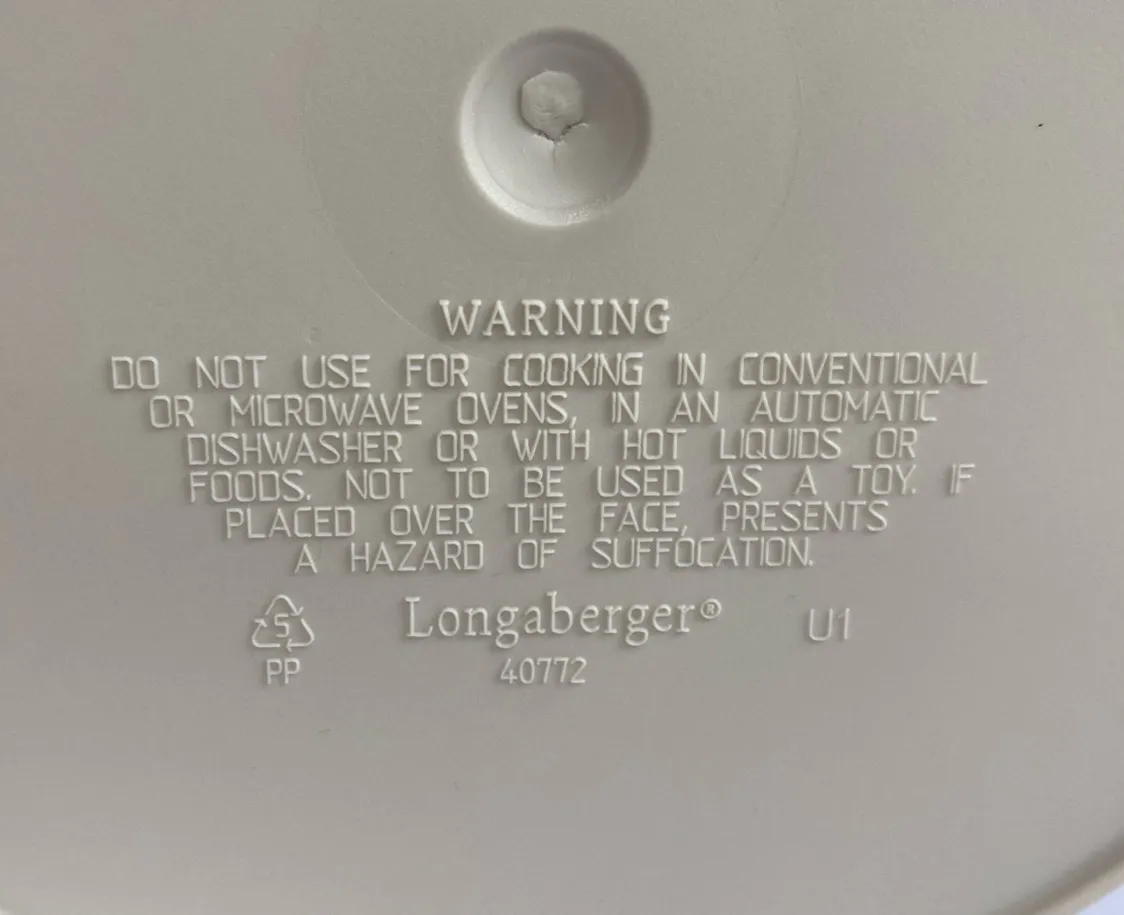 WARNING
DO NOT USE FOR COOKING IN CONVENTIONAL
OR MICROWAVE OVENS, IN AN AUTOMATIC
DISHWASHER OR WITH HOT LIQUIDS OR
FOODS. NOT TO BE USED AS A TOY. IF
PLACED OVER THE FACE, PRESENTS
A HAZARD OF SUFFOCATION.
5 Longaberger® U1
PP 40772